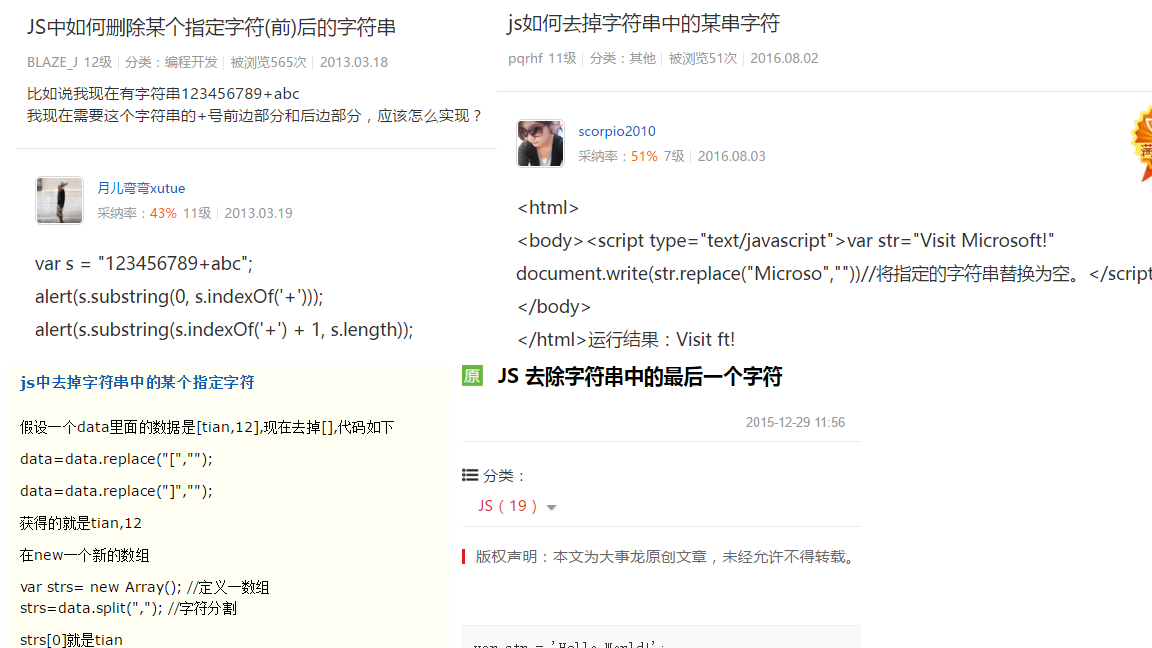 JS中如何删除某个指定字符(前)后的字符串
BLAZE_J 12级 分类：编程开发 被浏览565次 2013.03.18
比如说我现在有字符串123456789+abc
我现在需要这个字符串的+号前边部分和后边部分，应该怎么实现？
月儿弯弯xutue
采纳率：43% 11级 2013.03.19
var s = "123456789+abc";
alert(s.substring(0, s.indexOf('+')));
alert(s.substring(s.indexOf('+') + 1, s.length));
js如何去掉字符串中的某串字符
pqrhf 11级 分类：其他 被浏览51次 2016.08.02
scorpio2010
采纳率：51% 7级 2016.08.03
<html>
<body><script type="text/javascript">var str="Visit Microsoft!"
document.write(str.replace("Microso",""))//将指定的字符串替换为空。</script
</body>
</html>运行结果：Visit ft!
js中去掉字符串中的某个指定字符
假设一个data里面的数据是[tian,12],现在去掉[],代码如下
data=data.replace("[","");
data=data.replace("]","");
获得的就是tian,12
在new一个新的数组
var strs= new Array(); //定义一数组
strs=data.split(","); //字符分割
strs[0]就是tian
原 JS 去除字符串中的最后一个字符
2015-12-29 11:56
分类：
JS（19）
版权声明：本文为大事龙原创文章，未经允许不得转载。
var str = 'Hello World!';